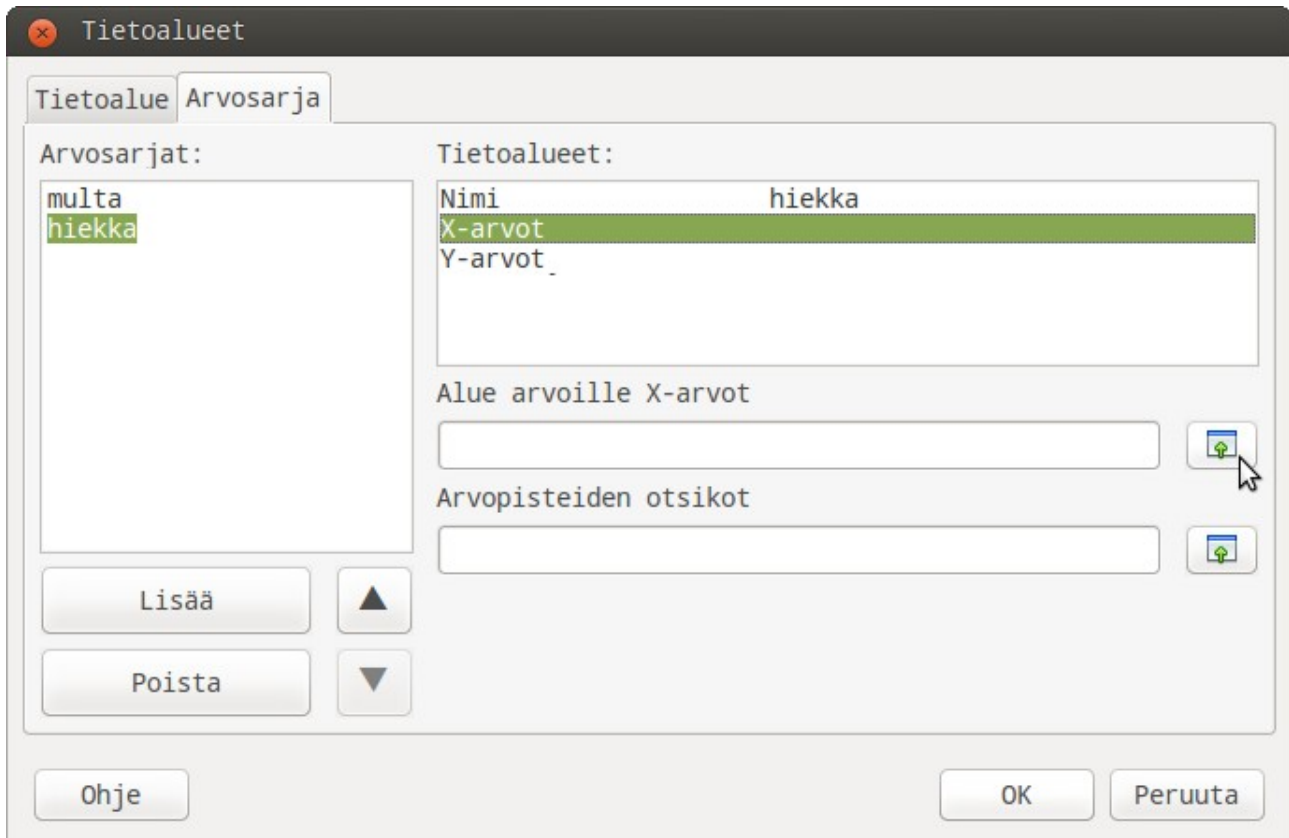 Tietoalueet
Tietoalue Arvosarja
Arvosarjat:
multa
hiekka
Tietoalueet:
Nimi hiekka
X-arvot
Y-arvot
Alue arvoille X-arvot
Arvopisteiden otsikot
Lisää
Poista
Ohje
OK
Peruuta